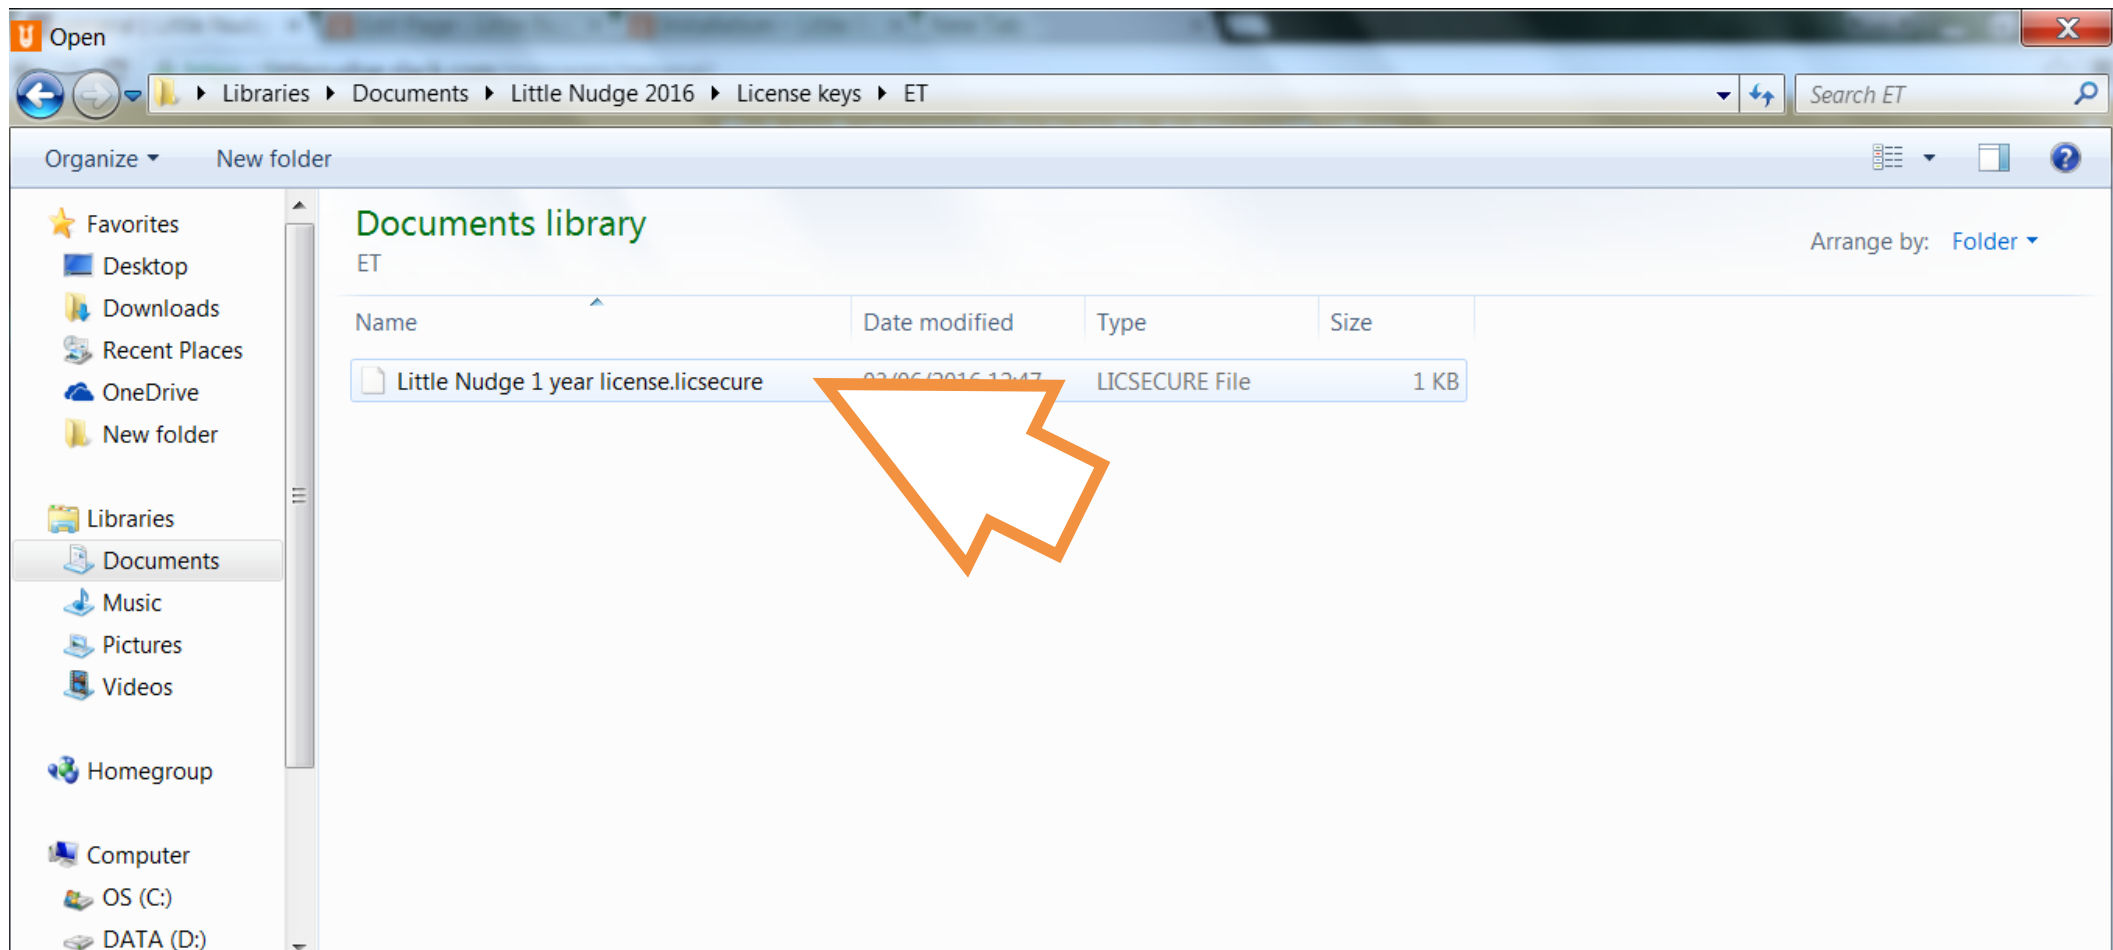 Open
Libraries Documents Little Nudge 2016 License keys ET
Search ET
Organize New folder
Favorites
Desktop
Downloads
Recent Places
OneDrive
New folder
Libraries
Documents
Music
Pictures
Videos
Homegroup
Computer
OS (C:)
DATA (D:)
Documents library
ET
Arrange by: Folder
Name Date modified Type Size
Little Nudge 1 year license.licsecure LICSECURE File 1 KB